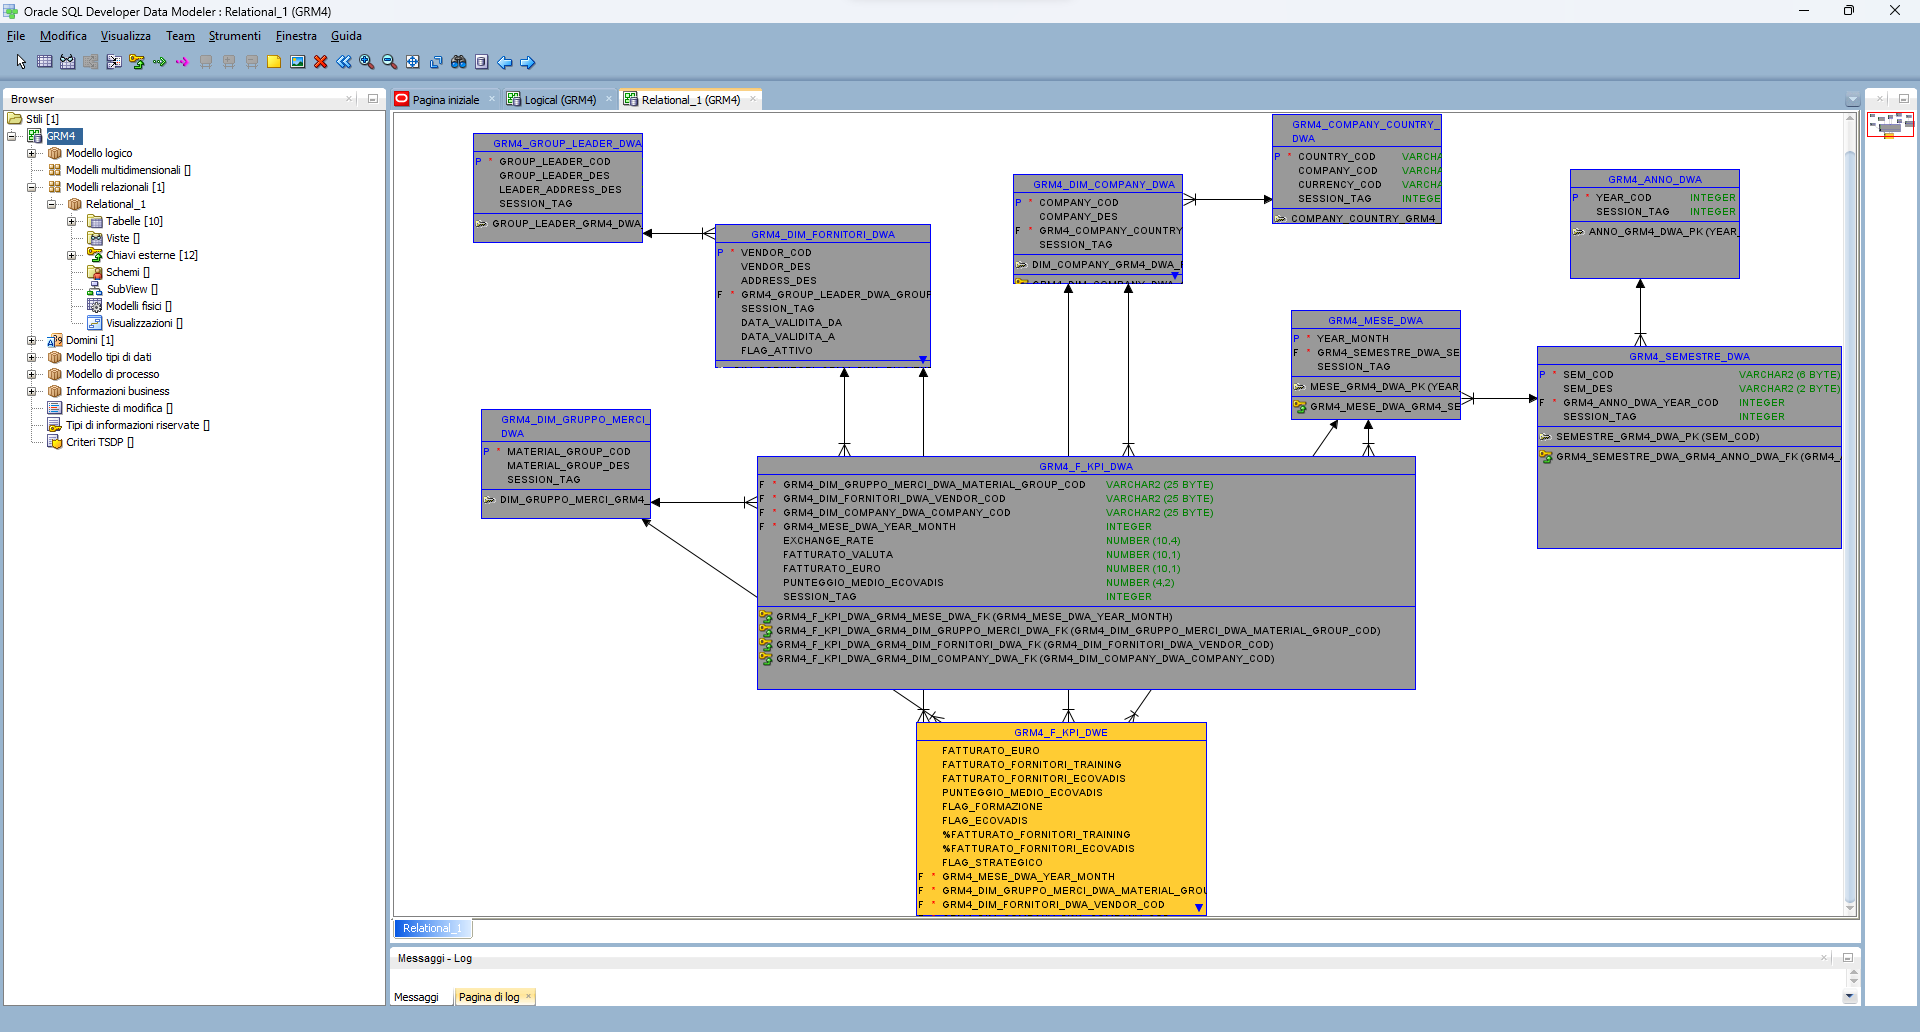 Oracle SQL Developer Data Modeler : Relational_1 (GRM4)
File Modifica Visualizza Team Strumenti Finestra Guida
Browser
Stili [1]
GRM4
Modello logico
Modelli multidimensionali []
Modelli relazionali [1]
Relational_1
Tabelle [10]
Viste []
Chiavi esterne [12]
Schemi []
SubView []
Modelli fisici []
Visualizzazioni []
Domini [1]
Modello tipi di dati
Modello di processo
Informazioni business
Richieste di modifica []
Tipi di informazioni riservate []
Criteri TSDP []
Pagina iniziale
Logical (GRM4)
Relational_1 (GRM4)
GRM4_GROUP_LEADER_DWA
P * GROUP_LEADER_COD
GROUP_LEADER_DES
LEADER_ADDRESS_DES
SESSION_TAG
GROUP_LEADER_GRM4_DWA_
GRM4_DIM_FORNITORI_DWA
P * VENDOR_COD
VENDOR_DES
ADDRESS_DES
F * GRM4_GROUP_LEADER_DWA_GROUP
SESSION_TAG
DATA_VALIDITA_DA
DATA_VALIDITA_A
FLAG_ATTIVO
GRM4_DIM_COMPANY_DWA
P * COMPANY_COD
COMPANY_DES
F * GRM4_COMPANY_COUNTRY
SESSION_TAG
DIM_COMPANY_GRM4_DWA_
GRM4_COMPANY_COUNTRY_
DWA
P * COUNTRY_COD VARCHA
COMPANY_COD VARCHA
CURRENCY_COD VARCHA
SESSION_TAG INTEGE
COMPANY_COUNTRY_GRM4
GRM4_ANNO_DWA
P * YEAR_COD INTEGER
SESSION_TAG INTEGER
ANNO_GRM4_DWA_PK (YEAR_
GRM4_MESE_DWA
P * YEAR_MONTH
F * GRM4_SEMESTRE_DWA_SE
SESSION_TAG
MESE_GRM4_DWA_PK (YEAR_
GRM4_MESE_DWA_GRM4_SE
GRM4_SEMESTRE_DWA
P * SEM_COD VARCHAR2 (6 BYTE)
SEM_DES VARCHAR2 (2 BYTE)
F * GRM4_ANNO_DWA_YEAR_COD INTEGER
SESSION_TAG INTEGER
SEMESTRE_GRM4_DWA_PK (SEM_COD)
GRM4_SEMESTRE_DWA_GRM4_ANNO_DWA_FK (GRM4_
GRM4_DIM_GRUPPO_MERCI_
DWA
P * MATERIAL_GROUP_COD
MATERIAL_GROUP_DES
SESSION_TAG
DIM_GRUPPO_MERCI_GRM4_
GRM4_F_KPI_DWA
F * GRM4_DIM_GRUPPO_MERCI_DWA_MATERIAL_GROUP_COD VARCHAR2 (25 BYTE)
F * GRM4_DIM_FORNITORI_DWA_VENDOR_COD VARCHAR2 (25 BYTE)
F * GRM4_DIM_COMPANY_DWA_COMPANY_COD VARCHAR2 (25 BYTE)
F * GRM4_MESE_DWA_YEAR_MONTH INTEGER
EXCHANGE_RATE NUMBER (10,4)
FATTURATO_VALUTA NUMBER (10,1)
FATTURATO_EURO NUMBER (10,1)
PUNTEGGIO_MEDIO_ECOVADIS NUMBER (4,2)
SESSION_TAG INTEGER
GRM4_F_KPI_DWA_GRM4_MESE_DWA_FK (GRM4_MESE_DWA_YEAR_MONTH)
GRM4_F_KPI_DWA_GRM4_DIM_GRUPPO_MERCI_DWA_FK (GRM4_DIM_GRUPPO_MERCI_DWA_MATERIAL_GROUP_COD)
GRM4_F_KPI_DWA_GRM4_DIM_FORNITORI_DWA_FK (GRM4_DIM_FORNITORI_DWA_VENDOR_COD)
GRM4_F_KPI_DWA_GRM4_DIM_COMPANY_DWA_FK (GRM4_DIM_COMPANY_DWA_COMPANY_COD)
GRM4_F_KPI_DWE
FATTURATO_EURO
FATTURATO_FORNITORI_TRAINING
FATTURATO_FORNITORI_ECOVADIS
PUNTEGGIO_MEDIO_ECOVADIS
FLAG_FORMAZIONE
FLAG_ECOVADIS
%FATTURATO_FORNITORI_TRAINING
%FATTURATO_FORNITORI_ECOVADIS
FLAG_STRATEGICO
F * GRM4_MESE_DWA_YEAR_MONTH
F * GRM4_DIM_GRUPPO_MERCI_DWA_MATERIAL_GROU
F * GRM4_DIM_FORNITORI_DWA_VENDOR_COD
Relational_1
Messaggi - Log
Messaggi
Pagina di log